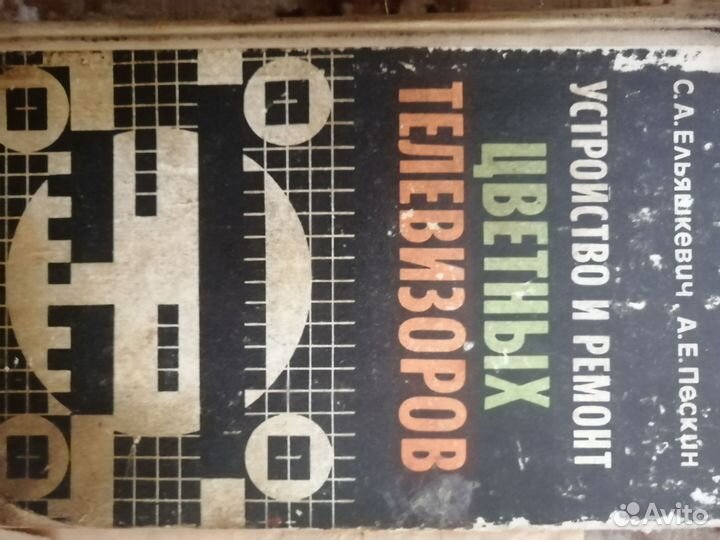 С. А. Ельяшкевич, А. Е. Пескин
УСТРОЙСТВО И РЕМОНТ
ЦВЕТНЫХ
ТЕЛЕВИЗОРОВ
Avito